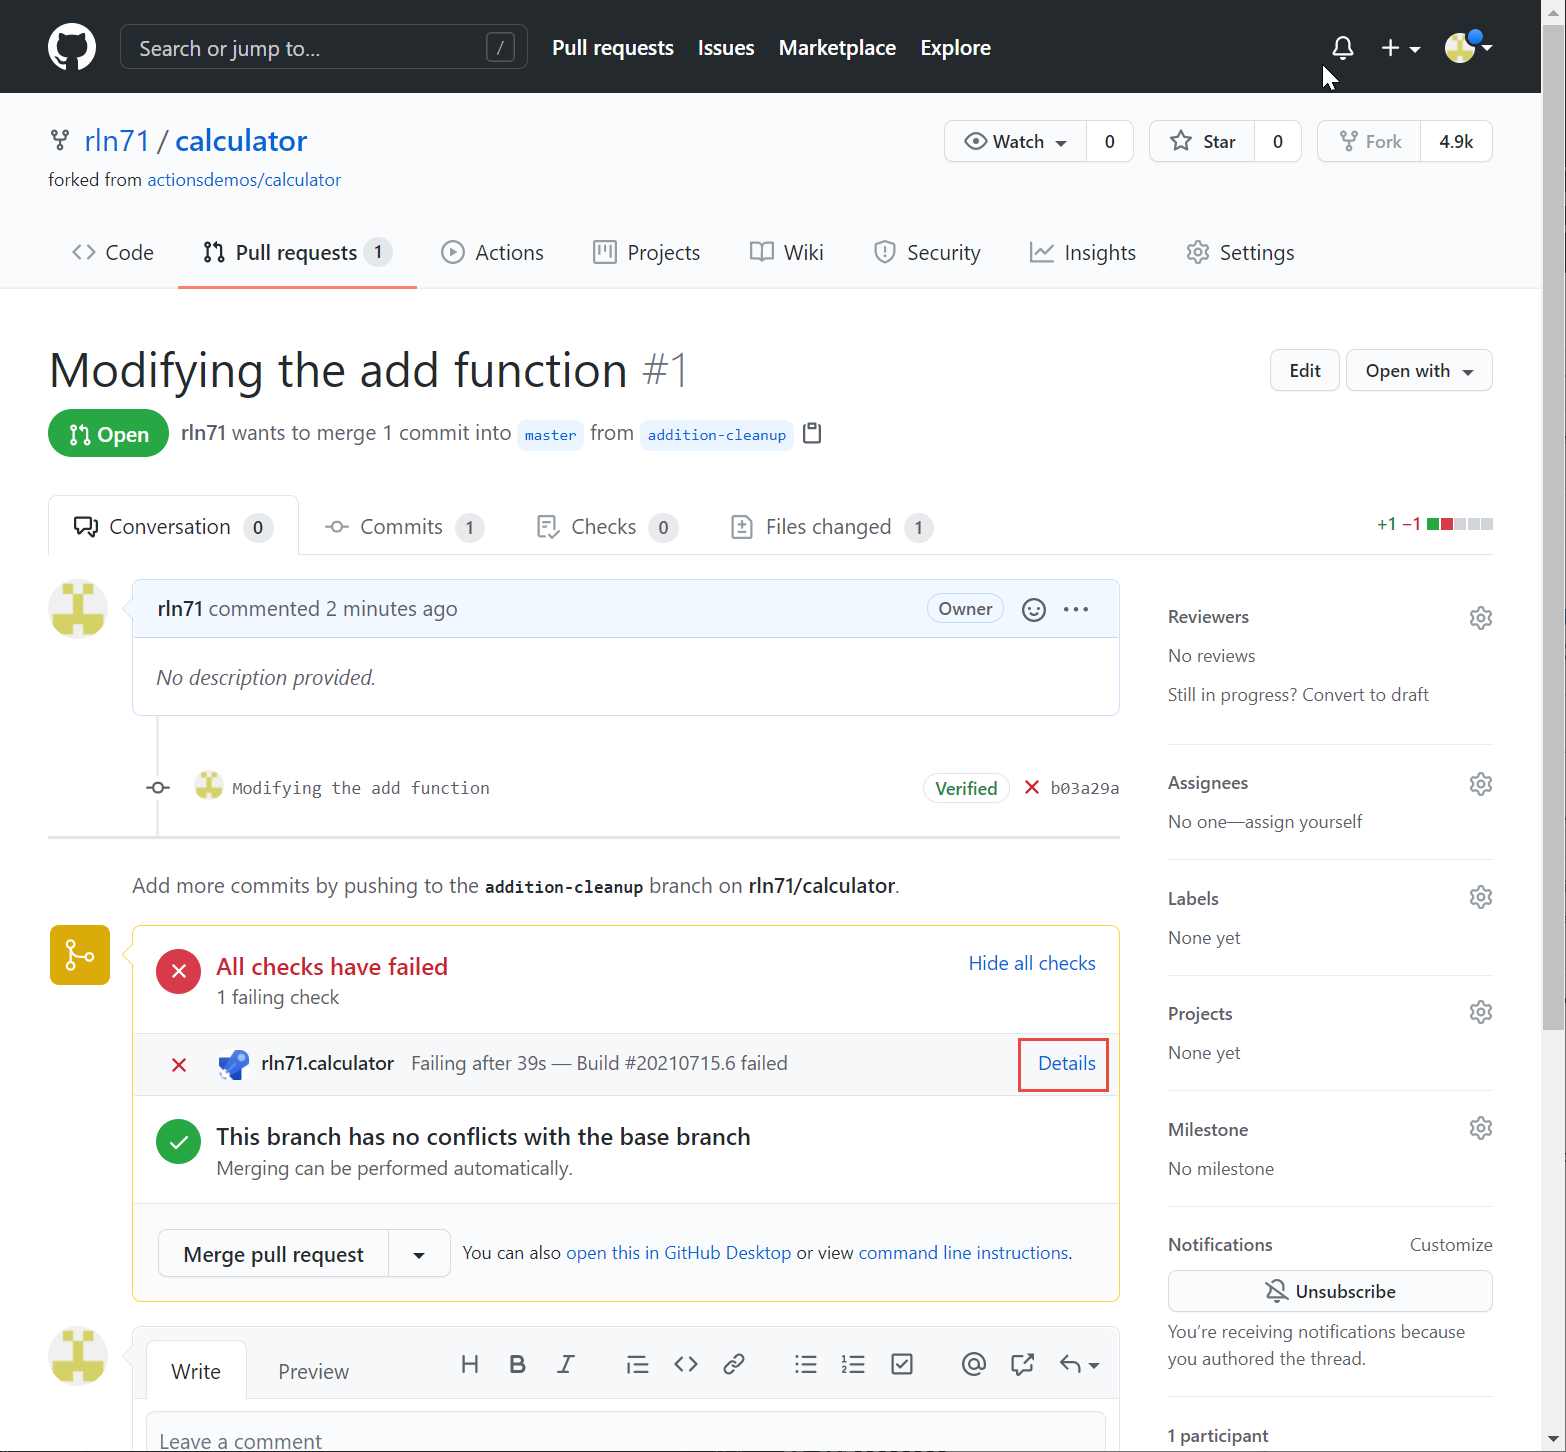 Search or jump to... / Pull requests Issues Marketplace Explore
rln71 / calculator
Watch 0 Star 0 Fork 4.9k
forked from actionsdemos/calculator
Code Pull requests 1 Actions Projects Wiki Security Insights Settings
Modifying the add function #1
Edit Open with
Open rln71 wants to merge 1 commit into master from addition-cleanup
Conversation 0 Commits 1 Checks 0 Files changed 1 +1 −1
rln71 commented 2 minutes ago Owner
No description provided.
Modifying the add function Verified b03a29a
Add more commits by pushing to the addition-cleanup branch on rln71/calculator.
All checks have failed
Hide all checks
1 failing check
rln71.calculator Failing after 39s — Build #20210715.6 failed Details
This branch has no conflicts with the base branch
Merging can be performed automatically.
Merge pull request You can also open this in GitHub Desktop or view command line instructions.
Write Preview H B I @
Leave a comment
Reviewers
No reviews
Still in progress? Convert to draft
Assignees
No one—assign yourself
Labels
None yet
Projects
None yet
Milestone
No milestone
Notifications Customize
Unsubscribe
You're receiving notifications because
you authored the thread.
1 participant